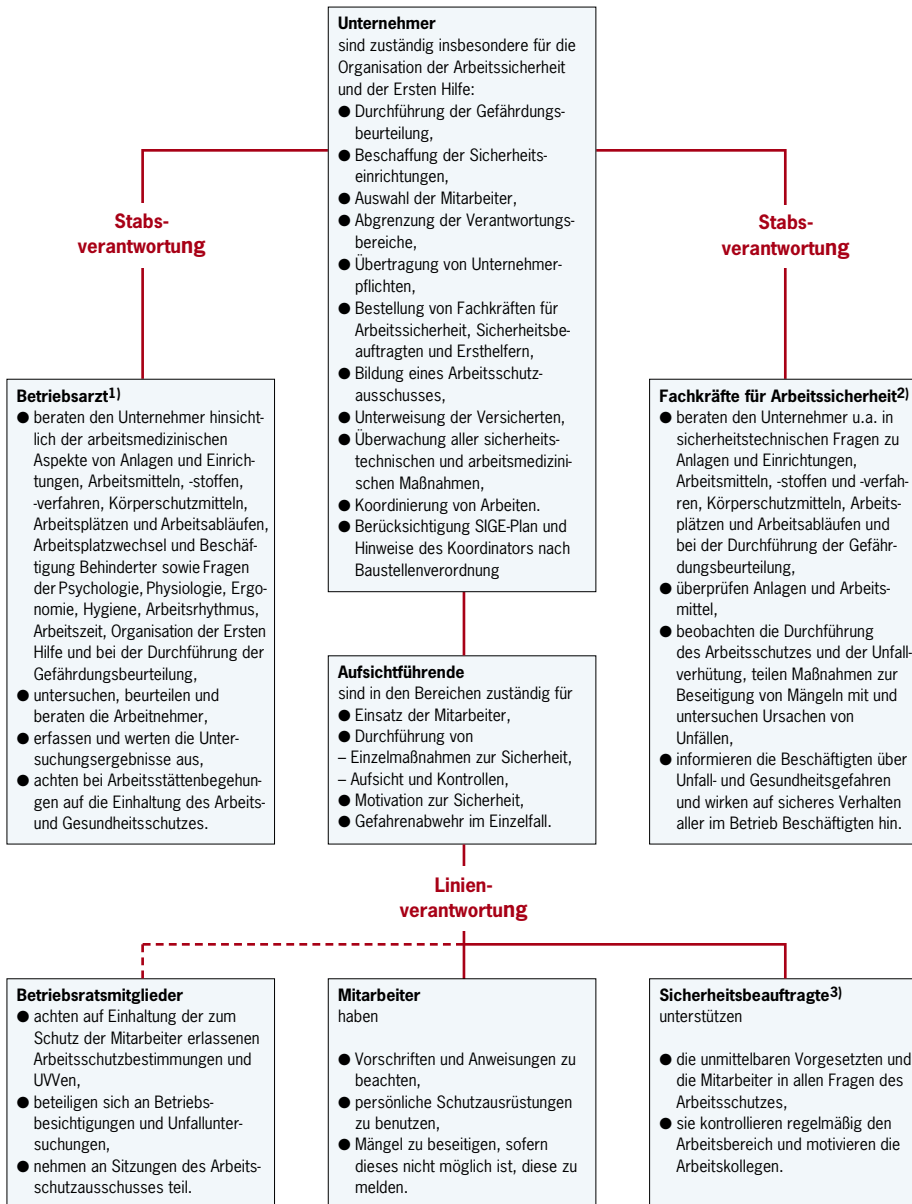 Unternehmer
sind zuständig insbesondere für die
Organisation der Arbeitssicherheit
und der Ersten Hilfe:
● Durchführung der Gefährdungs-
beurteilung,
● Beschaffung der Sicherheits-
einrichtungen,
● Auswahl der Mitarbeiter,
● Abgrenzung der Verantwortungs-
bereiche,
● Übertragung von Unternehmer-
pflichten,
● Bestellung von Fachkräften für
Arbeitssicherheit, Sicherheitsbe-
auftragten und Ersthelfern,
● Bildung eines Arbeitsschutz-
ausschusses,
● Unterweisung der Versicherten,
● Überwachung aller sicherheits-
technischen und arbeitsmedizini-
schen Maßnahmen,
● Koordinierung von Arbeiten.
● Berücksichtigung SIGE-Plan und
Hinweise des Koordinators nach
Baustellenverordnung
Stabs-
verantwortung
Stabs-
verantwortung
Betriebsarzt1)
● beraten den Unternehmer hinsicht-
lich der arbeitsmedizinischen
Aspekte von Anlagen und Einrich-
tungen, Arbeitsmitteln, -stoffen,
-verfahren, Körperschutzmitteln,
Arbeitsplätzen und Arbeitsabläufen,
Arbeitsplatzwechsel und Beschäf-
tigung Behinderter sowie Fragen
der Psychologie, Physiologie, Ergo-
nomie, Hygiene, Arbeitsrhythmus,
Arbeitszeit, Organisation der Ersten
Hilfe und bei der Durchführung der
Gefährdungsbeurteilung,
● untersuchen, beurteilen und
beraten die Arbeitnehmer,
● erfassen und werten die Unter-
suchungsergebnisse aus,
● achten bei Arbeitsstättenbegehun-
gen auf die Einhaltung des Arbeits-
und Gesundheitsschutzes.
Aufsichtführende
sind in den Bereichen zuständig für
● Einsatz der Mitarbeiter,
● Durchführung von
– Einzelmaßnahmen zur Sicherheit,
– Aufsicht und Kontrollen,
● Motivation zur Sicherheit,
● Gefahrenabwehr im Einzelfall.
Fachkräfte für Arbeitssicherheit2)
● beraten den Unternehmer u.a. in
sicherheitstechnischen Fragen zu
Anlagen und Einrichtungen,
Arbeitsmitteln, -stoffen und -verfah-
ren, Körperschutzmitteln, Arbeits-
plätzen und Arbeitsabläufen und
bei der Durchführung der Gefähr-
dungsbeurteilung,
● überprüfen Anlagen und Arbeits-
mittel,
● beobachten die Durchführung
des Arbeitsschutzes und der Unfall-
verhütung, teilen Maßnahmen zur
Beseitigung von Mängeln mit und
untersuchen Ursachen von
Unfällen,
● informieren die Beschäftigten über
Unfall- und Gesundheitsgefahren
und wirken auf sicheres Verhalten
aller im Betrieb Beschäftigten hin.
Linien-
verantwortung
Betriebsratsmitglieder
● achten auf Einhaltung der zum
Schutz der Mitarbeiter erlassenen
Arbeitsschutzbestimmungen und
UVVen,
● beteiligen sich an Betriebs-
besichtigungen und Unfallunter-
suchungen,
● nehmen an Sitzungen des Arbeits-
schutzausschusses teil.
Mitarbeiter
haben
● Vorschriften und Anweisungen zu
beachten,
● persönliche Schutzausrüstungen
zu benutzen,
● Mängel zu beseitigen, sofern
dieses nicht möglich ist, diese zu
melden.
Sicherheitsbeauftragte3)
unterstützen
● die unmittelbaren Vorgesetzten und
die Mitarbeiter in allen Fragen des
Arbeitsschutzes,
● sie kontrollieren regelmäßig den
Arbeitsbereich und motivieren die
Arbeitskollegen.